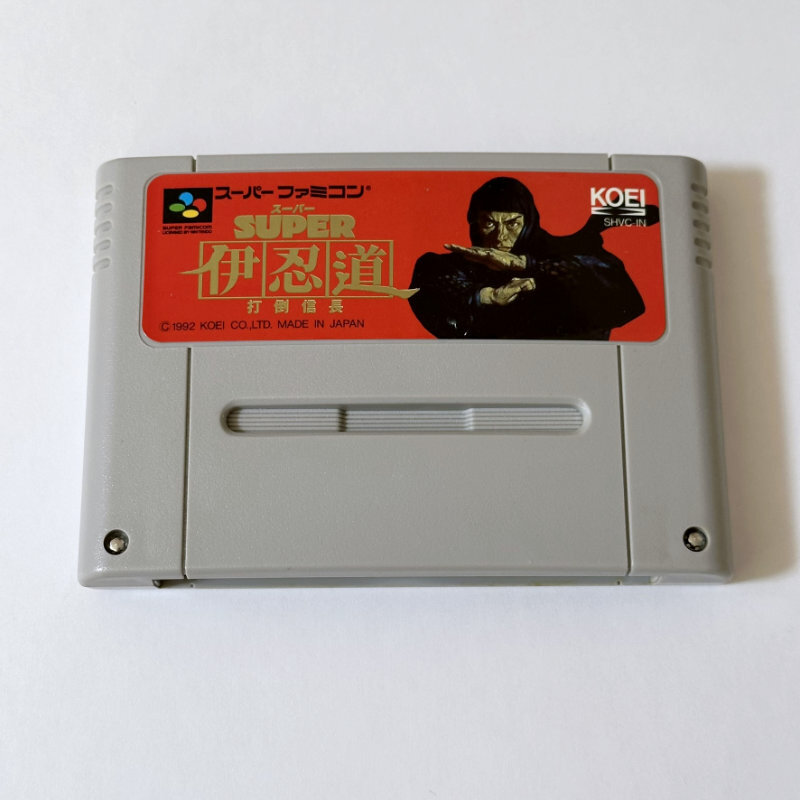 スーパーファミコン®
SUPER FAMICOM
LICENSED BY NINTENDO
スーパー
SUPER
伊忍道
打倒信長
©1992 KOEI CO.,LTD. MADE IN JAPAN
KOEI
SHVC-IN